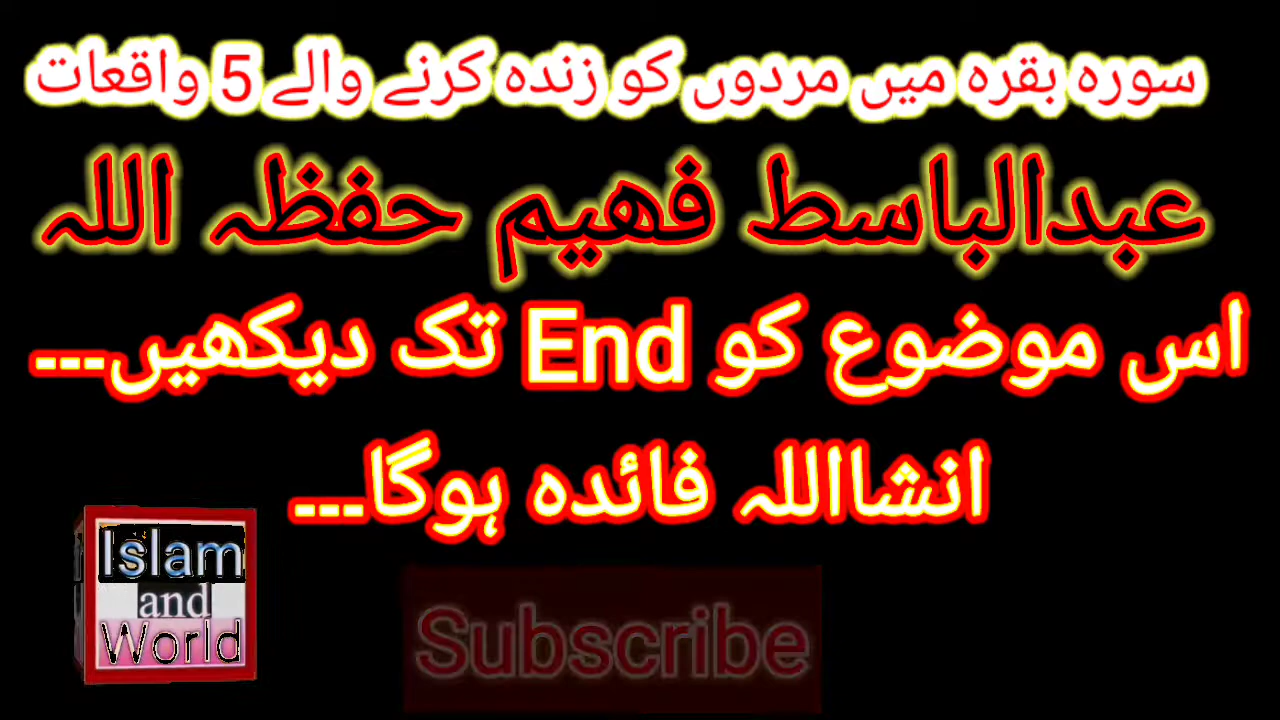 سورہ بقرہ میں مردوں کو زندہ کرنے والے 5 واقعات
عبدالباسط فھیم حفظہ اللہ
اس موضوع کو End تک دیکھیں...
انشااللہ فائدہ ہوگا...
Islam
and
World
Subscribe